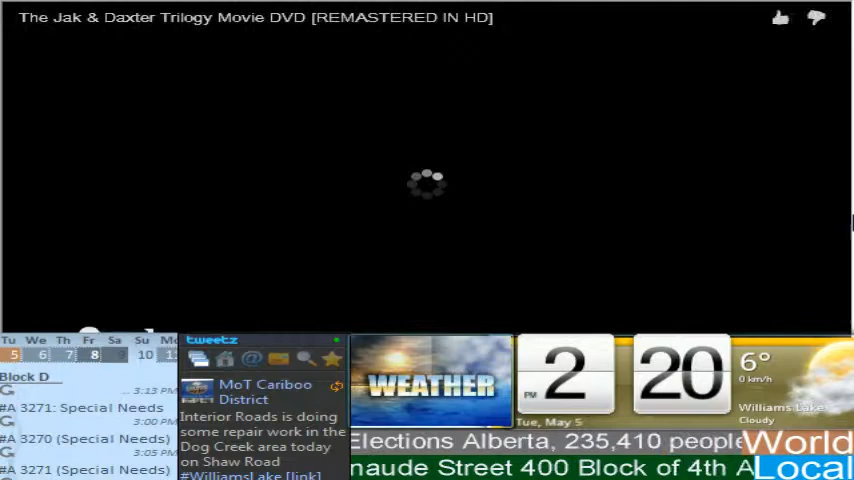 The Jak & Daxter Trilogy Movie DVD [REMASTERED IN HD]
Tu We Th Fr Sa Su Mo
5 6 7 8 9 10 11
Block D
.. 3:13 PM
#A 3271: Special Needs
3:00 PM
#A 3270 (Special Needs)
3:05 PM
#A 3271 (Special Needs)
tweetz
MoT Cariboo
District
Interior Roads is doing
some repair work in the
Dog Creek area today
on Shaw Road
#WilliamsLake [link]
WEATHER
PM 2 20
Tue, May 5
6°
0 km/h
Williams Lake
Cloudy
Elections Alberta, 235,410 people
World
naude Street 400 Block of 4th A
Local